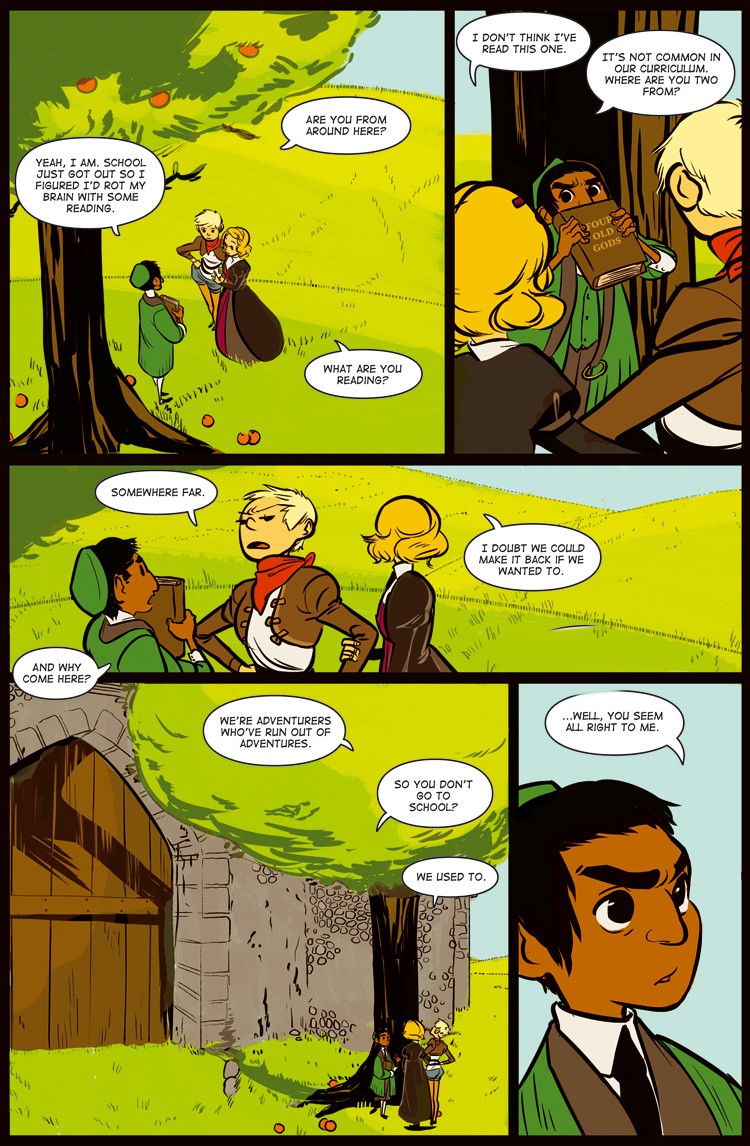 ARE YOU FROM
AROUND HERE?
YEAH, I AM. SCHOOL
JUST GOT OUT SO I
FIGURED I'D ROT MY
BRAIN WITH SOME
READING.
WHAT ARE YOU
READING?
I DON'T THINK I'VE
READ THIS ONE.
IT'S NOT COMMON IN
OUR CURRICULUM.
WHERE ARE YOU TWO
FROM?
FOUR
OLD
GODS
SOMEWHERE FAR.
I DOUBT WE COULD
MAKE IT BACK IF WE
WANTED TO.
AND WHY
COME HERE?
WE'RE ADVENTURERS
WHO'VE RUN OUT OF
ADVENTURES.
SO YOU DON'T
GO TO
SCHOOL?
WE USED TO.
...WELL, YOU SEEM
ALL RIGHT TO ME.